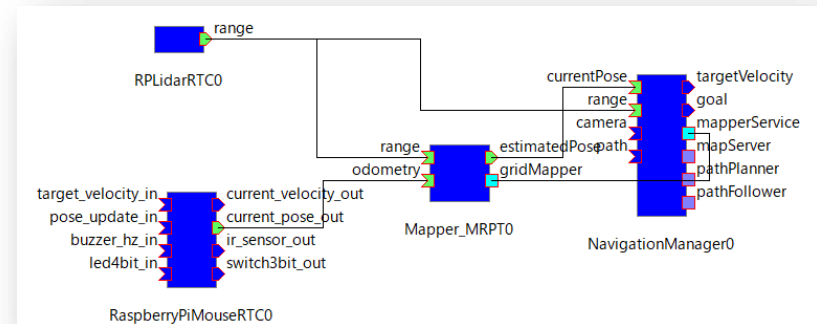 range
RPLidarRTC0
currentPose
range
camera
path
targetVelocity
goal
mapperService
mapServer
pathPlanner
pathFollower
NavigationManager0
range
odometry
estimatedPose
gridMapper
Mapper_MRPT0
target_velocity_in
pose_update_in
buzzer_hz_in
led4bit_in
current_velocity_out
current_pose_out
ir_sensor_out
switch3bit_out
RaspberryPiMouseRTC0